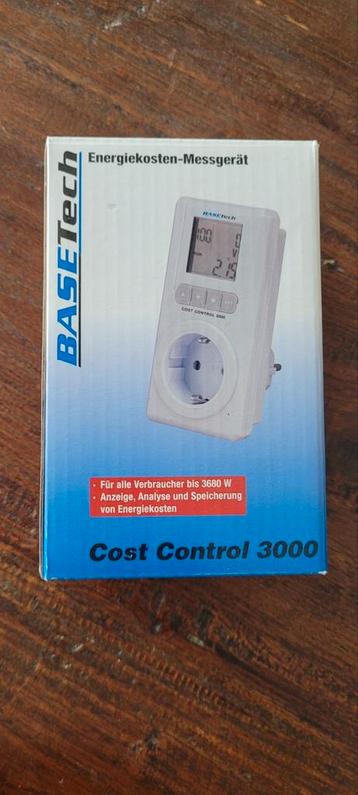 BASETech
Energiekosten-Messgerät
BASETech
COST CONTROL 3000
· Für alle Verbraucher bis 3680 W
· Anzeige, Analyse und Speicherung
von Energiekosten
Cost Control 3000